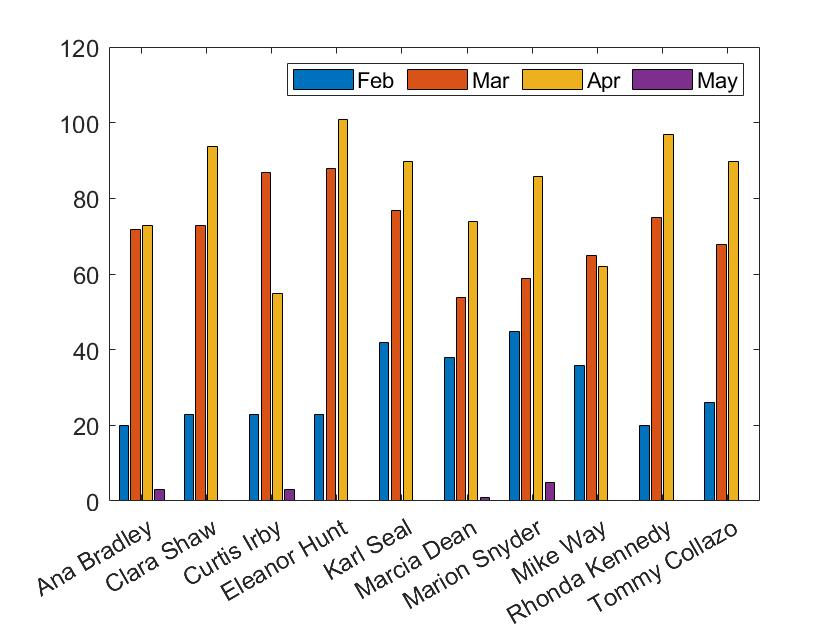 120
100
80
60
40
20
0
Feb Mar Apr May
Ana Bradley
Clara Shaw
Curtis Irby
Eleanor Hunt
Karl Seal
Marcia Dean
Marion Snyder
Mike Way
Rhonda Kennedy
Tommy Collazo